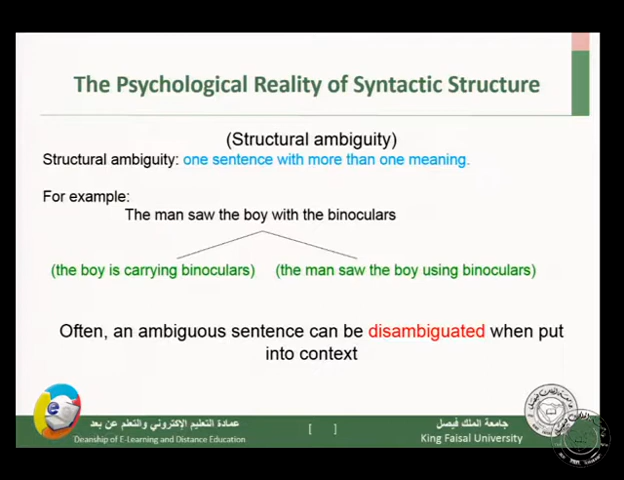 The Psychological Reality of Syntactic Structure
(Structural ambiguity)
Structural ambiguity: one sentence with more than one meaning.
For example:
The man saw the boy with the binoculars
(the boy is carrying binoculars) (the man saw the boy using binoculars)
Often, an ambiguous sentence can be disambiguated when put
into context
عمادة التعليم الإلكتروني والتعلم عن بعد
Deanship of E-Learning and Distance Education
[ ]
جامعة الملك فيصل
King Faisal University